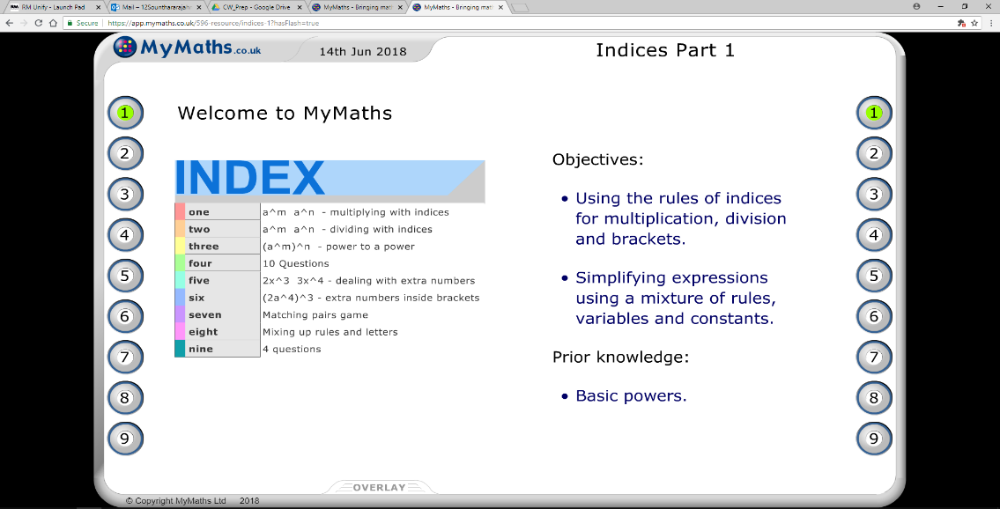 RM Unify - Launch Pad
CW_Prep - Google Drive
MyMaths - Bringing mat
MyMaths - Bringing mat
Secure
https://app.mymaths.co.uk/596-resource/indices-1?hasFlash=true
MyMaths.co.uk
14th Jun 2018
Indices Part 1
Welcome to MyMaths
INDEX
one a^m a^n - multiplying with indices
two a^m a^n - dividing with indices
three (a^m)^n - power to a power
four 10 Questions
five 2x^3 3x^4 - dealing with extra numbers
six (2a^4)^3 - extra numbers inside brackets
seven Matching pairs game
eight Mixing up rules and letters
nine 4 questions
Objectives:
• Using the rules of indices
for multiplication, division
and brackets.
• Simplifying expressions
using a mixture of rules,
variables and constants.
Prior knowledge:
• Basic powers.
1
2
3
4
5
6
7
8
9
1
2
3
4
5
6
7
8
9
OVERLAY
© Copyright MyMaths Ltd 2018